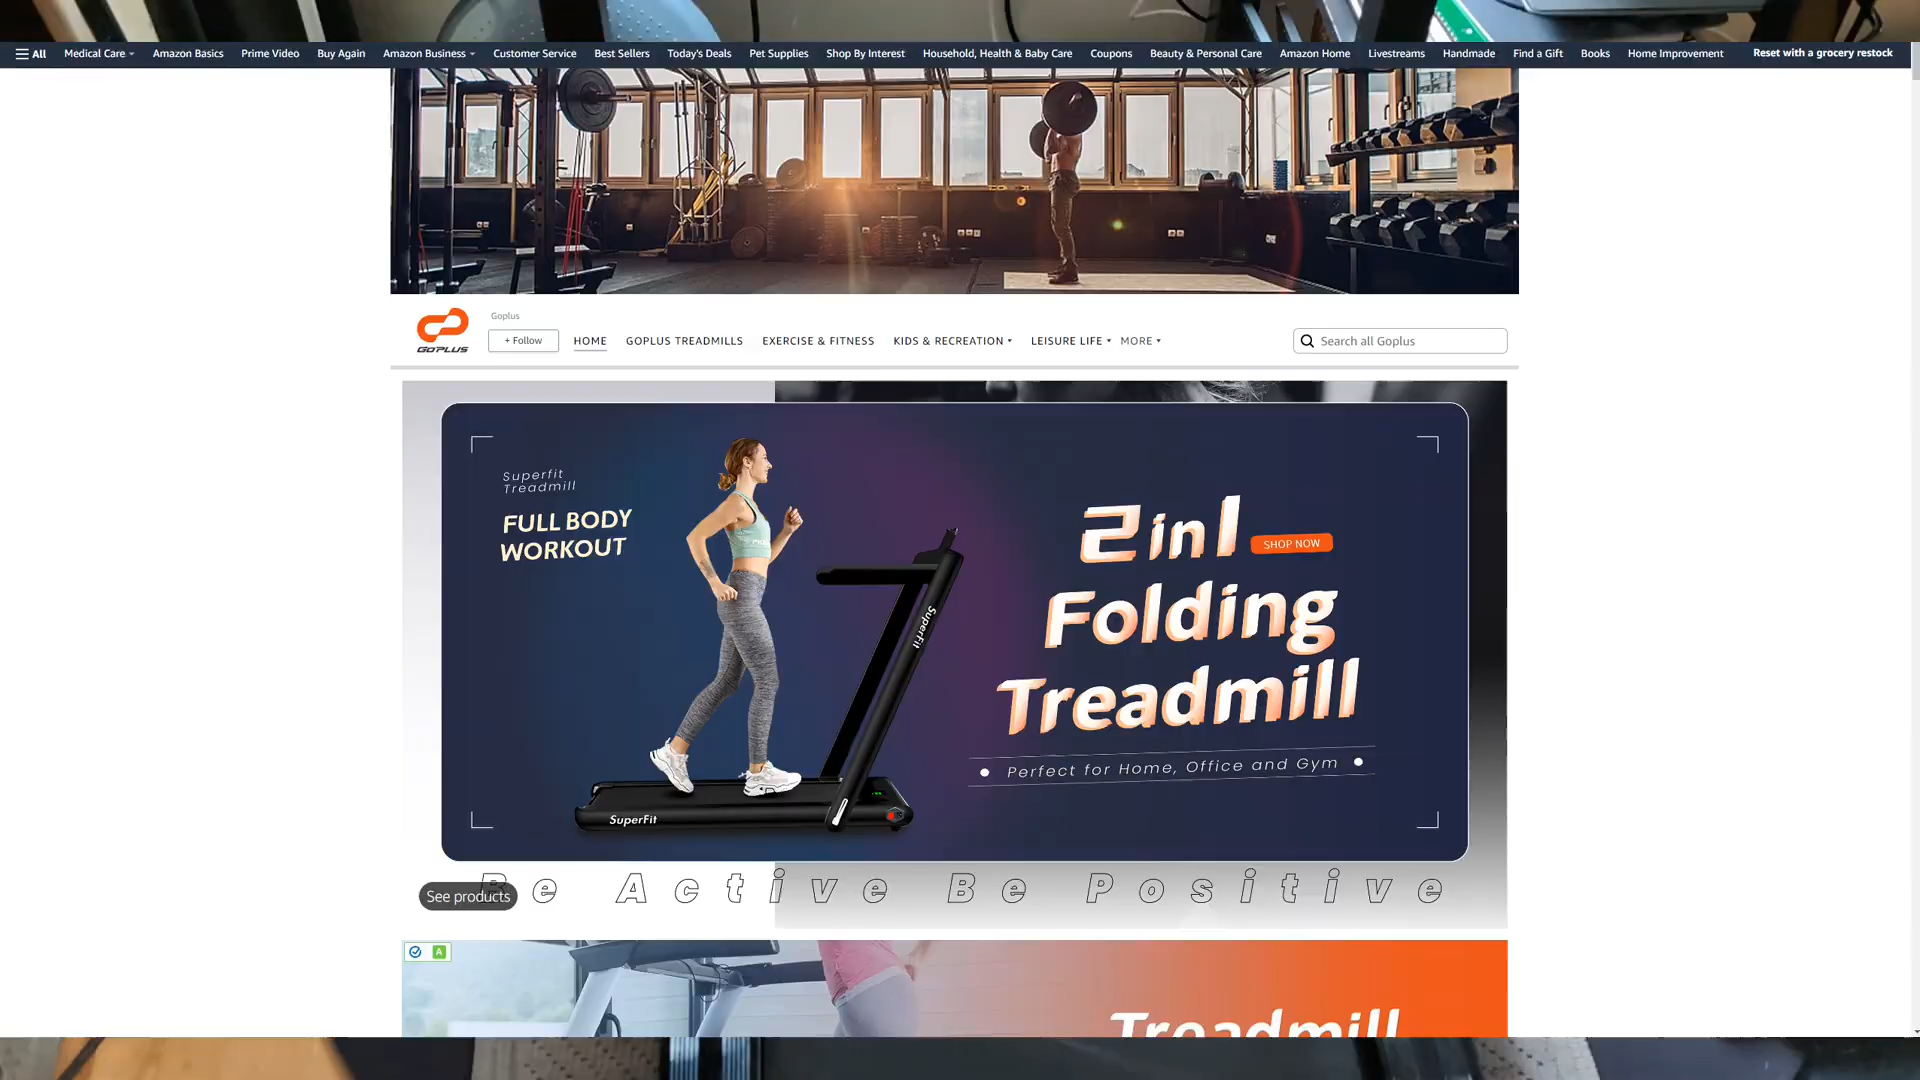 All
Medical Care
Amazon Basics
Prime Video
Buy Again
Amazon Business
Customer Service
Best Sellers
Today's Deals
Pet Supplies
Shop By Interest
Household, Health & Baby Care
Coupons
Beauty & Personal Care
Amazon Home
Livestreams
Handmade
Find a Gift
Books
Home Improvement
Reset with a grocery restock
GOPLUS
Goplus
+ Follow
HOME
GOPLUS TREADMILLS
EXERCISE & FITNESS
KIDS & RECREATION
LEISURE LIFE
MORE
Search all Goplus
Superfit
Treadmill
FULL BODY
WORKOUT
SuperFit
SuperFit
2 in 1
SHOP NOW
Folding
Treadmill
Perfect for Home, Office and Gym
Be Active Be Positive
See products
A
Treadmill